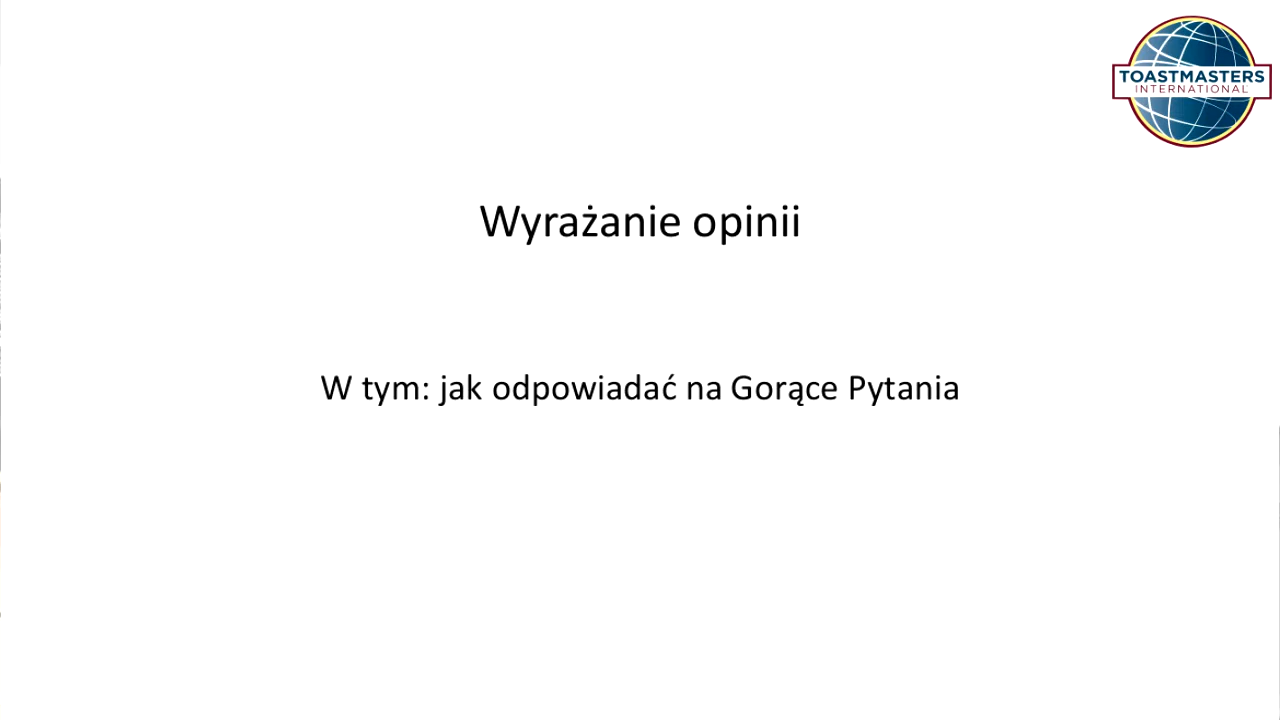 TOASTMASTERS
INTERNATIONAL
Wyrażanie opinii
W tym: jak odpowiadać na Gorące Pytania